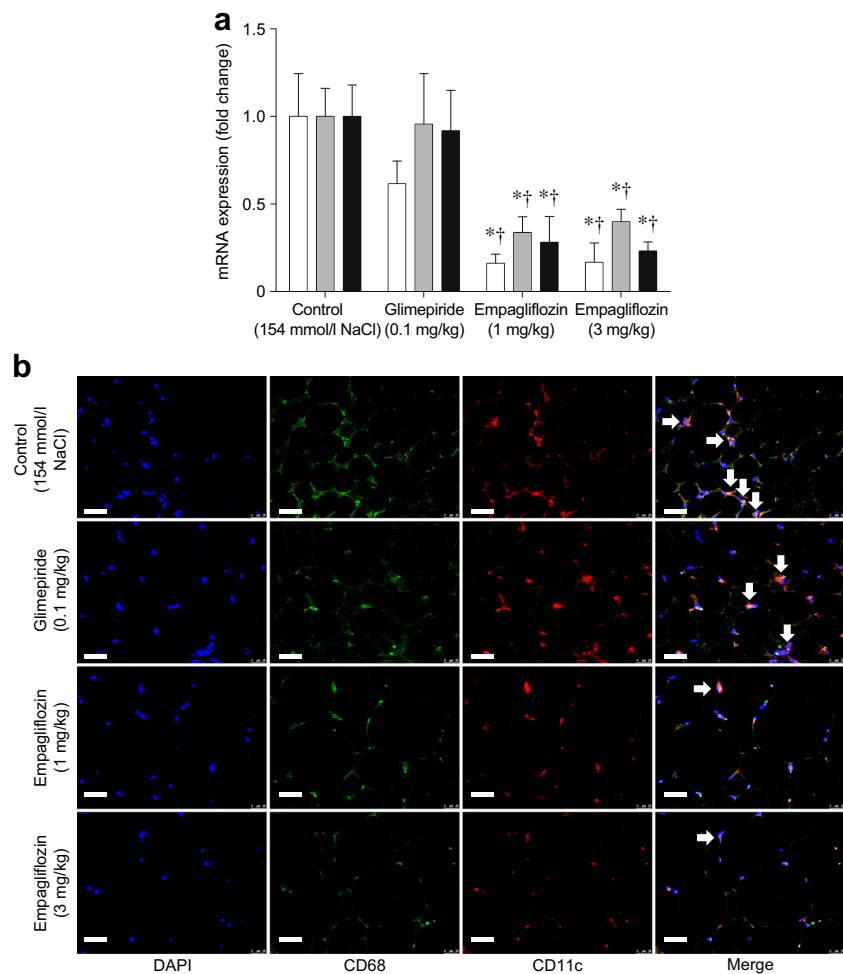 a
mRNA expression (fold change)
1.5
1.0
0.5
0
*† *† *†
*† *† *†
Control
(154 mmol/l NaCl)
Glimepiride
(0.1 mg/kg)
Empagliflozin
(1 mg/kg)
Empagliflozin
(3 mg/kg)
b
Control
(154 mmol/l
NaCl)
Glimepiride
(0.1 mg/kg)
Empagliflozin
(1 mg/kg)
Empagliflozin
(3 mg/kg)
DAPI
CD68
CD11c
Merge